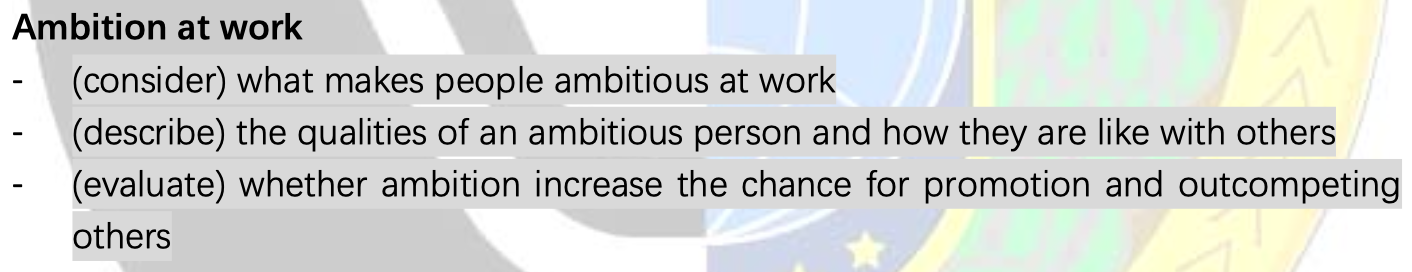 Ambition at work
- (consider) what makes people ambitious at work
- (describe) the qualities of an ambitious person and how they are like with others
- (evaluate) whether ambition increase the chance for promotion and outcompeting
others